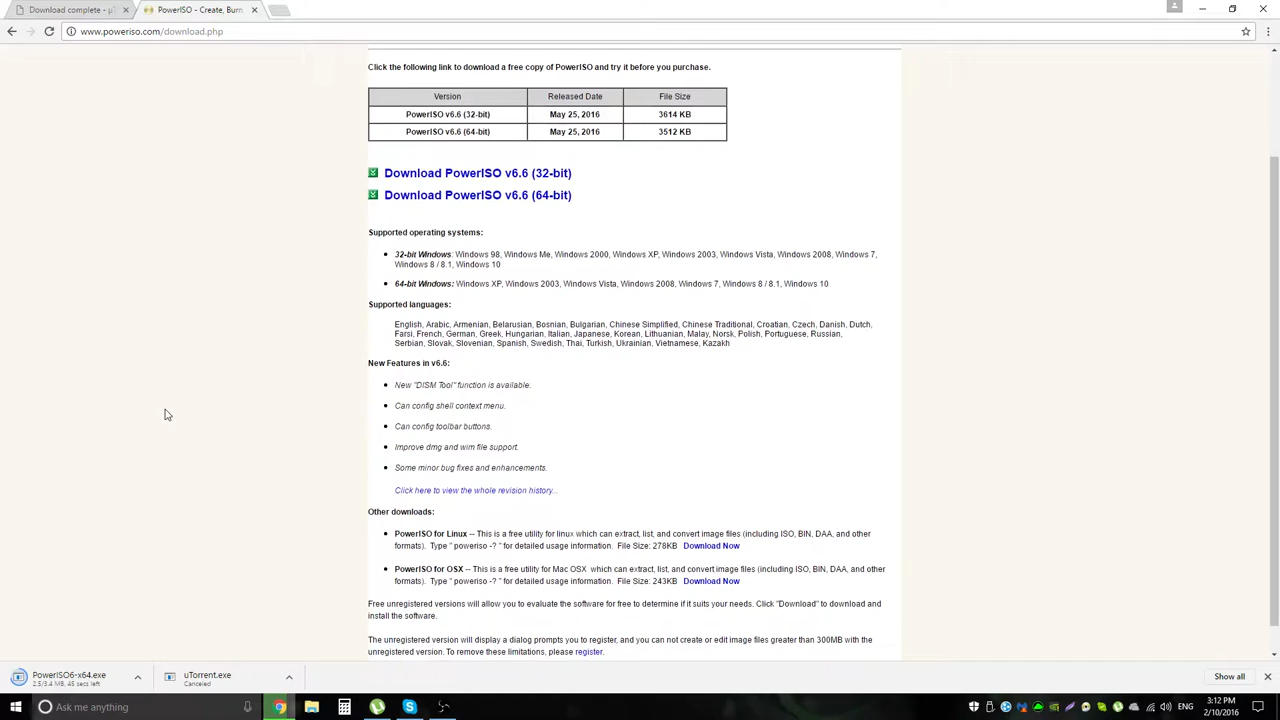 Download complete - µ
PowerISO - Create, Burn
www.poweriso.com/download.php
Click the following link to download a free copy of PowerISO and try it before you purchase.
Version Released Date File Size
PowerISO v6.6 (32-bit) May 25, 2016 3614 KB
PowerISO v6.6 (64-bit) May 25, 2016 3512 KB
Download PowerISO v6.6 (32-bit)
Download PowerISO v6.6 (64-bit)
Supported operating systems:
32-bit Windows: Windows 98, Windows Me, Windows 2000, Windows XP, Windows 2003, Windows Vista, Windows 2008, Windows 7,
Windows 8 / 8.1, Windows 10
64-bit Windows: Windows XP, Windows 2003, Windows Vista, Windows 2008, Windows 7, Windows 8 / 8.1, Windows 10
Supported languages:
English, Arabic, Armenian, Belarusian, Bosnian, Bulgarian, Chinese Simplified, Chinese Traditional, Croatian, Czech, Danish, Dutch,
Farsi, French, German, Greek, Hungarian, Italian, Japanese, Korean, Lithuanian, Malay, Norsk, Polish, Portuguese, Russian,
Serbian, Slovak, Slovenian, Spanish, Swedish, Thai, Turkish, Ukrainian, Vietnamese, Kazakh
New Features in v6.6:
New "DISM Tool" function is available.
Can config shell context menu.
Can config toolbar buttons.
Improve dmg and wim file support.
Some minor bug fixes and enhancements.
Click here to view the whole revision history...
Other downloads:
PowerISO for Linux -- This is a free utility for linux which can extract, list, and convert image files (including ISO, BIN, DAA, and other
formats). Type " poweriso -? " for detailed usage information. File Size: 278KB Download Now
PowerISO for OSX -- This is a free utility for Mac OSX which can extract, list, and convert image files (including ISO, BIN, DAA, and other
formats). Type " poweriso -? " for detailed usage information. File Size: 243KB Download Now
Free unregistered versions will allow you to evaluate the software for free to determine if it suits your needs. Click "Download" to download and
install the software.
The unregistered version will display a dialog prompts you to register, and you can not create or edit image files greater than 300MB with the
unregistered version. To remove these limitations, please register.
PowerISO6-x64.exe
2.5/3.4 MB, 45 secs left
uTorrent.exe
Canceled
Show all
Ask me anything
ENG
3:12 PM
2/10/2016